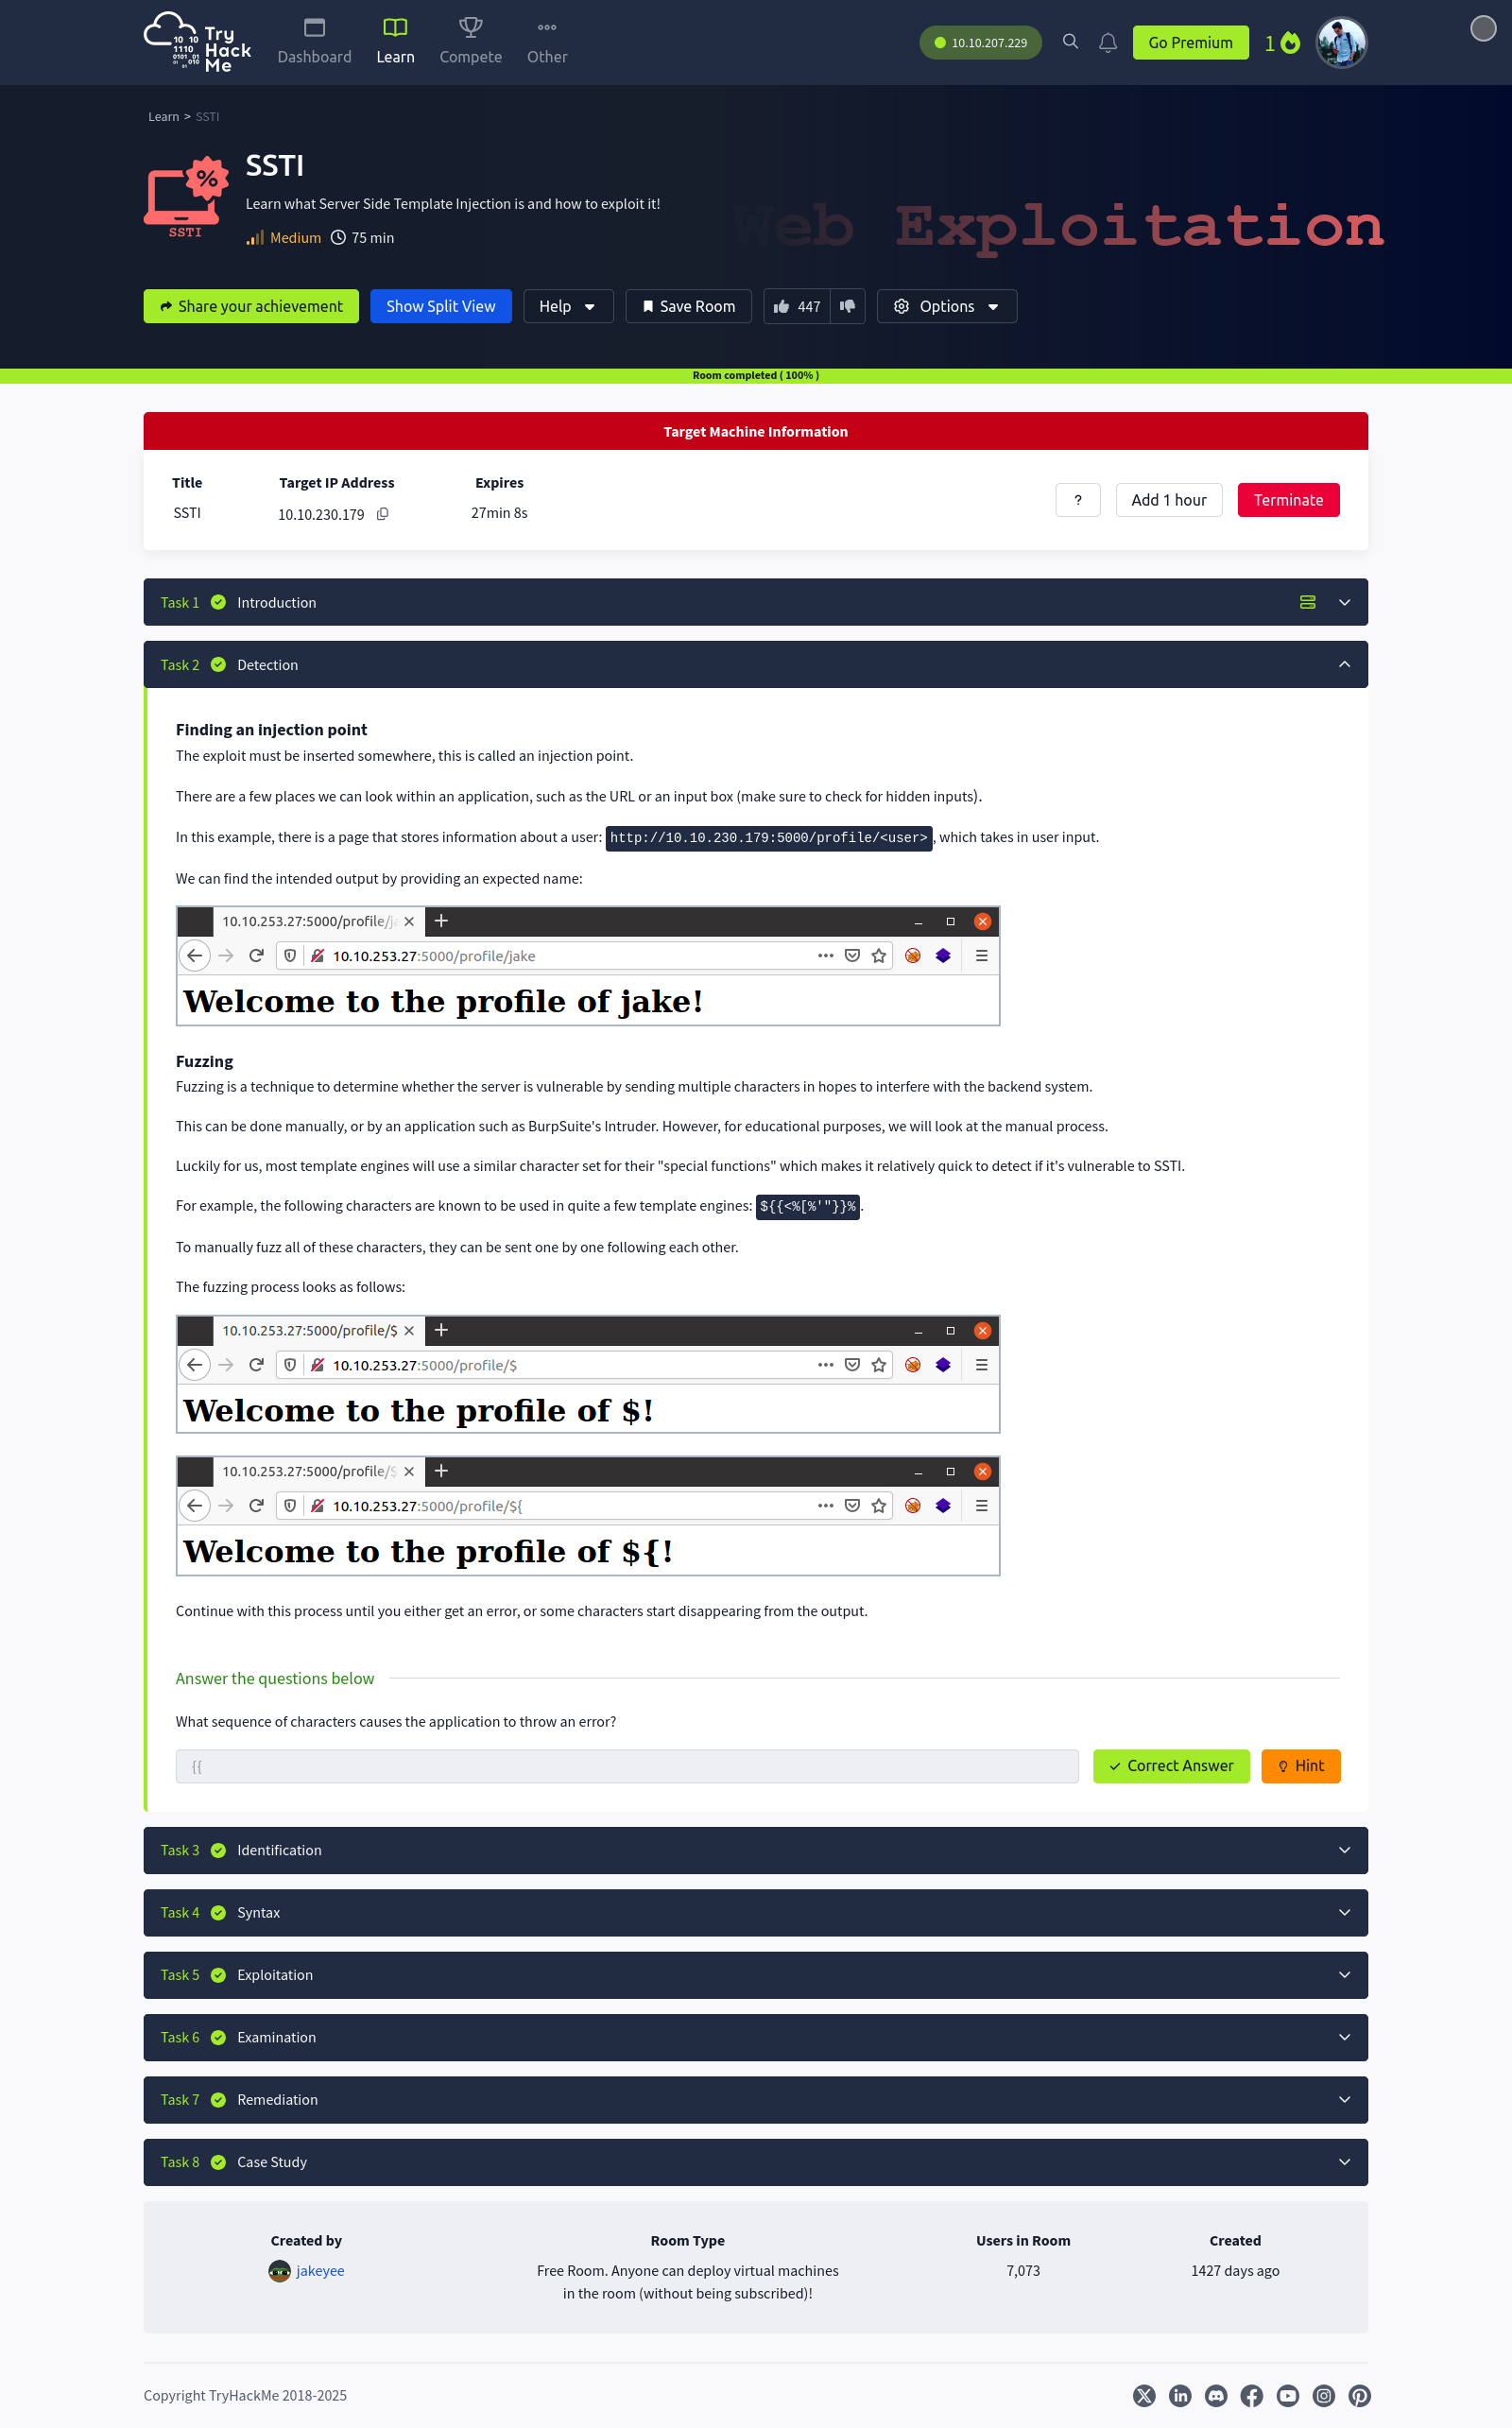 Try
Hack
Me
10
1110
0101 01
010
Dashboard
Learn
Compete
Other
10.10.207.229
Go Premium
1
Learn > SSTI
SSTI
SSTI
Learn what Server Side Template Injection is and how to exploit it!
Medium 75 min
Web Exploitation
Share your achievement
Show Split View
Help
Save Room
447
Options
Room completed ( 100% )
Target Machine Information
Title Target IP Address Expires
SSTI 10.10.230.179 27min 8s
? Add 1 hour Terminate
Task 1 Introduction
Task 2 Detection
Finding an injection point
The exploit must be inserted somewhere, this is called an injection point.
There are a few places we can look within an application, such as the URL or an input box (make sure to check for hidden inputs).
In this example, there is a page that stores information about a user: http://10.10.230.179:5000/profile/<user>, which takes in user input.
We can find the intended output by providing an expected name:
10.10.253.27:5000/profile/ja
10.10.253.27:5000/profile/jake
Welcome to the profile of jake!
Fuzzing
Fuzzing is a technique to determine whether the server is vulnerable by sending multiple characters in hopes to interfere with the backend system.
This can be done manually, or by an application such as BurpSuite's Intruder. However, for educational purposes, we will look at the manual process.
Luckily for us, most template engines will use a similar character set for their "special functions" which makes it relatively quick to detect if it's vulnerable to SSTI.
For example, the following characters are known to be used in quite a few template engines: ${{<%[%'"}}%.
To manually fuzz all of these characters, they can be sent one by one following each other.
The fuzzing process looks as follows:
10.10.253.27:5000/profile/$
10.10.253.27:5000/profile/$
Welcome to the profile of $!
10.10.253.27:5000/profile/$
10.10.253.27:5000/profile/${
Welcome to the profile of ${!
Continue with this process until you either get an error, or some characters start disappearing from the output.
Answer the questions below
What sequence of characters causes the application to throw an error?
{{
Correct Answer
Hint
Task 3 Identification
Task 4 Syntax
Task 5 Exploitation
Task 6 Examination
Task 7 Remediation
Task 8 Case Study
Created by Room Type Users in Room Created
jakeyee Free Room. Anyone can deploy virtual machines 7,073 1427 days ago
in the room (without being subscribed)!
Copyright TryHackMe 2018-2025